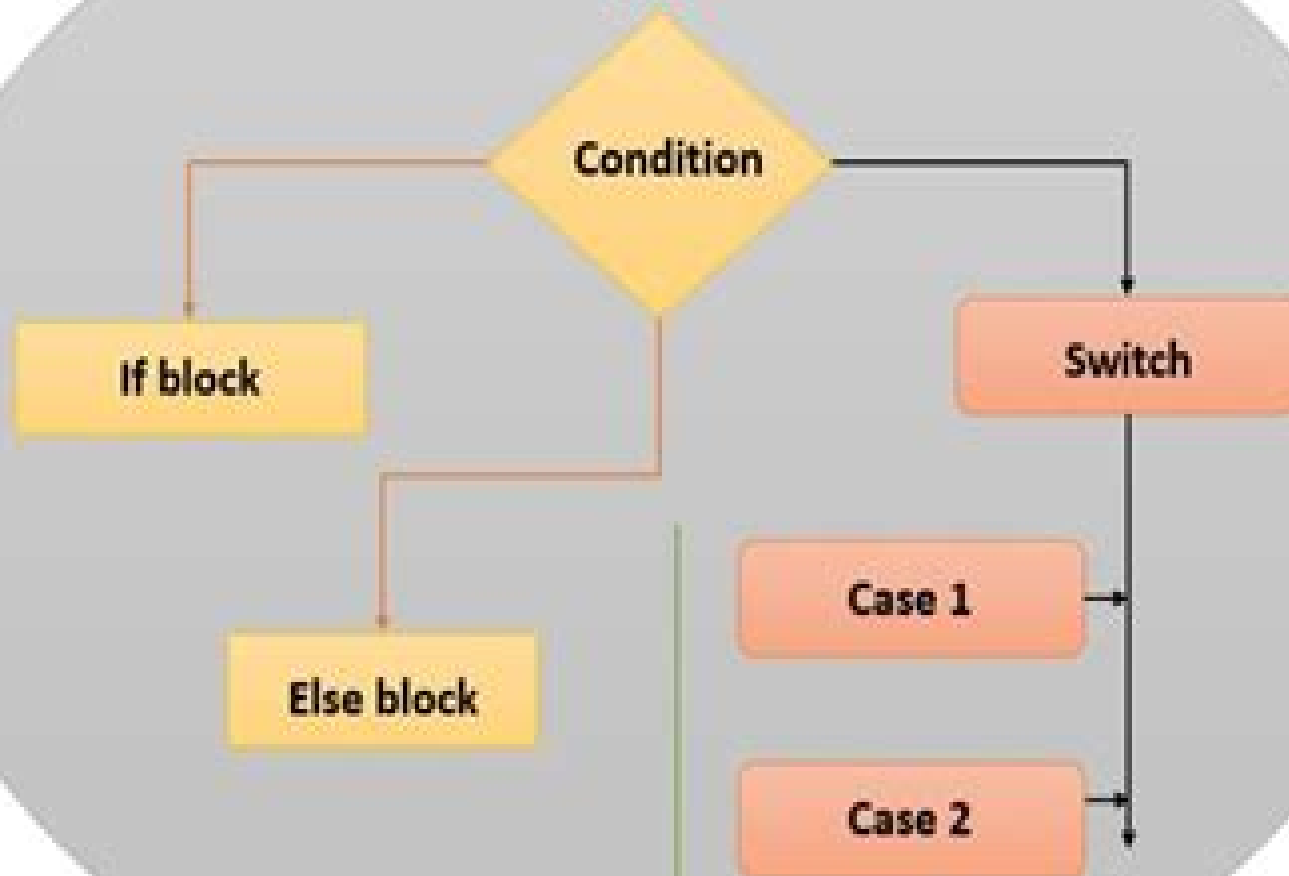 Condition
If block
Switch
Case 1
Else block
Case 2